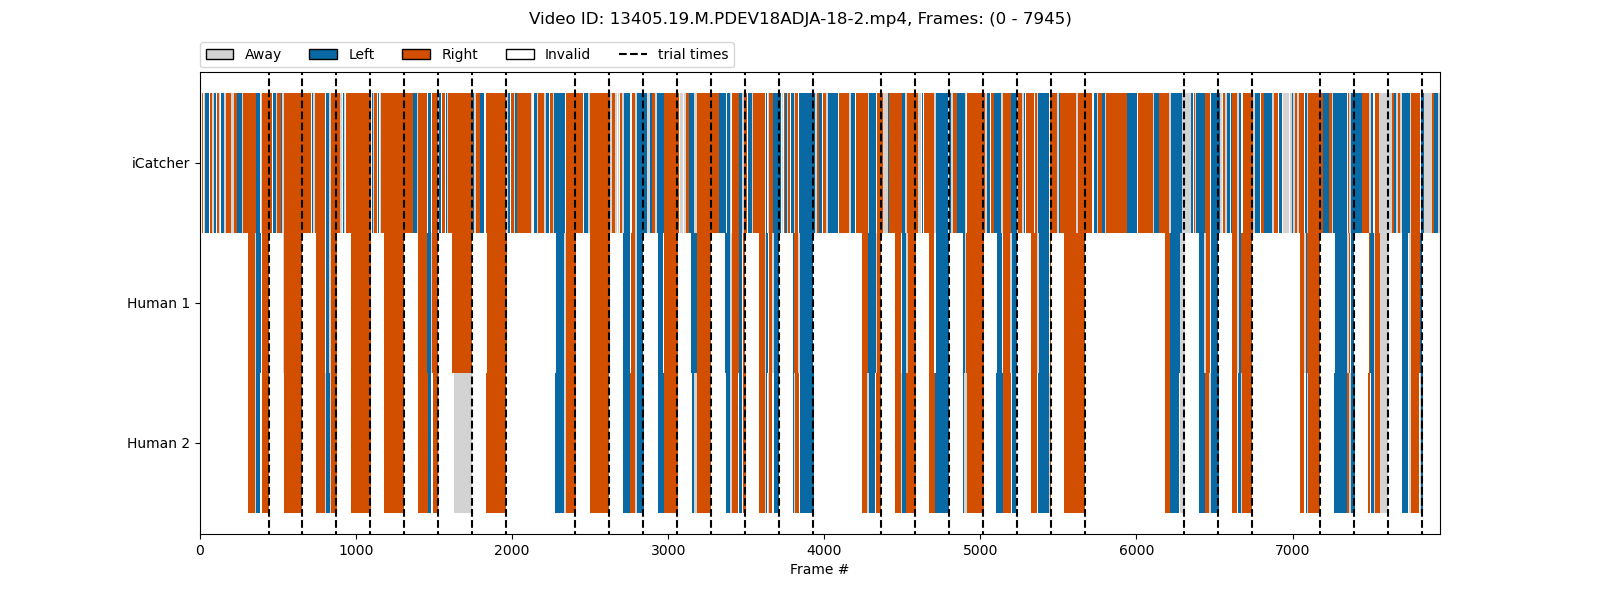 Video ID: 13405.19.M.PDEV18ADJA-18-2.mp4, Frames: (0 - 7945)
Away Left Right Invalid trial times
iCatcher
Human 1
Human 2
0 1000 2000 3000 4000 5000 6000 7000
Frame #